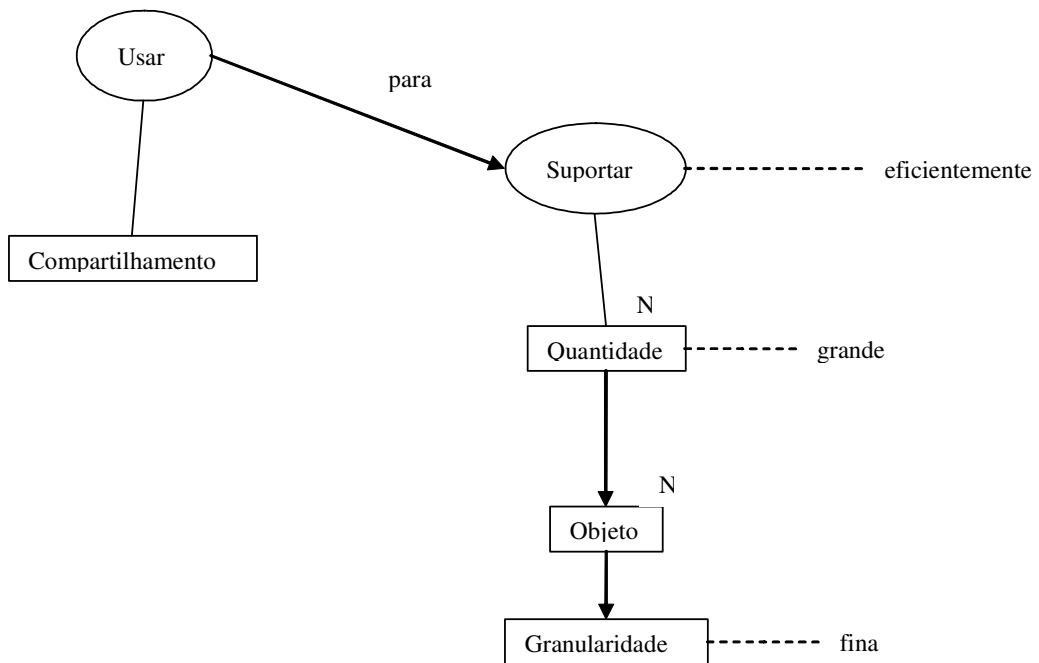 Usar
para
Suportar
eficientemente
Compartilhamento
N
Quantidade
grande
N
Objeto
Granularidade
fina